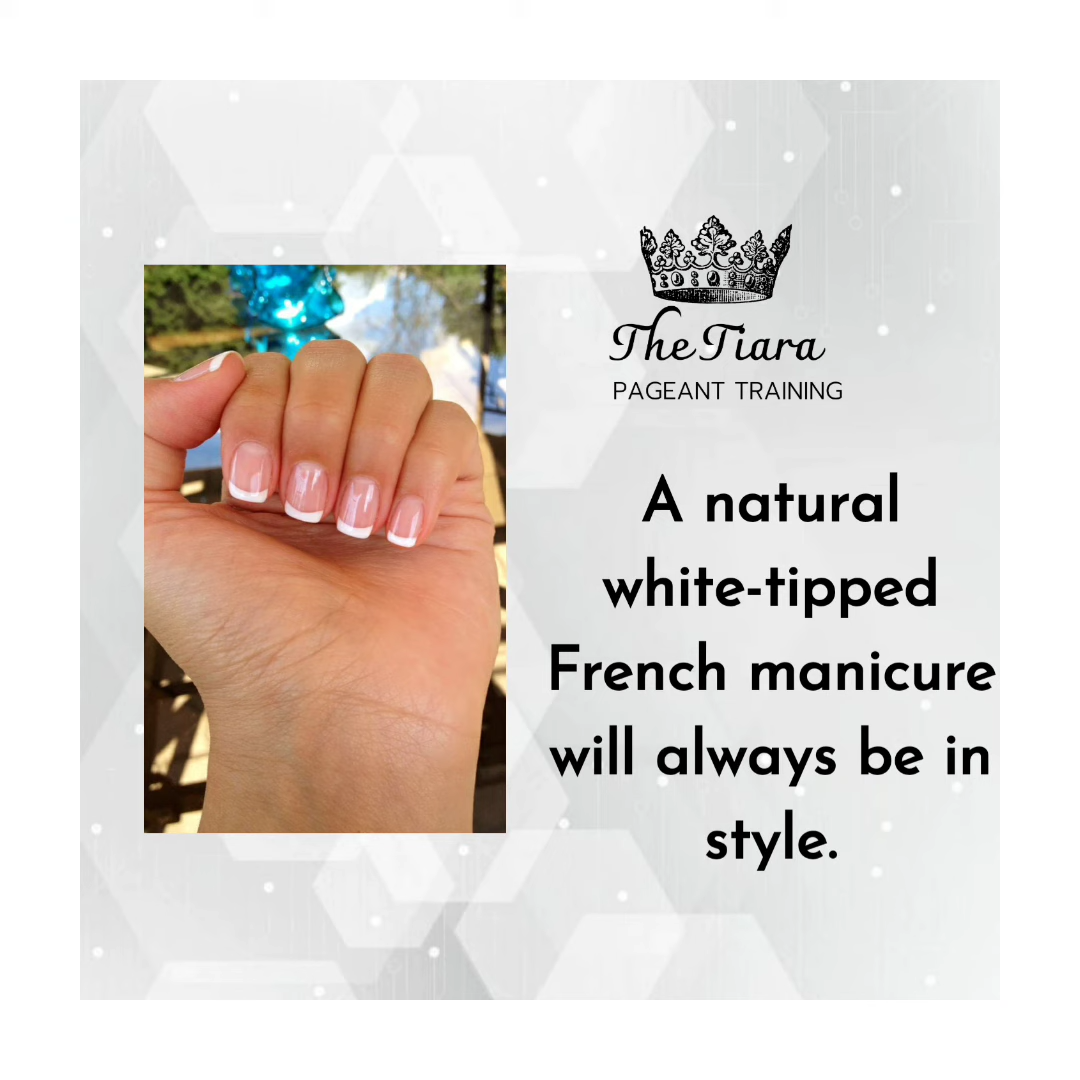 The Tiara
PAGEANT TRAINING
A natural
white-tipped
French manicure
will always be in
style.